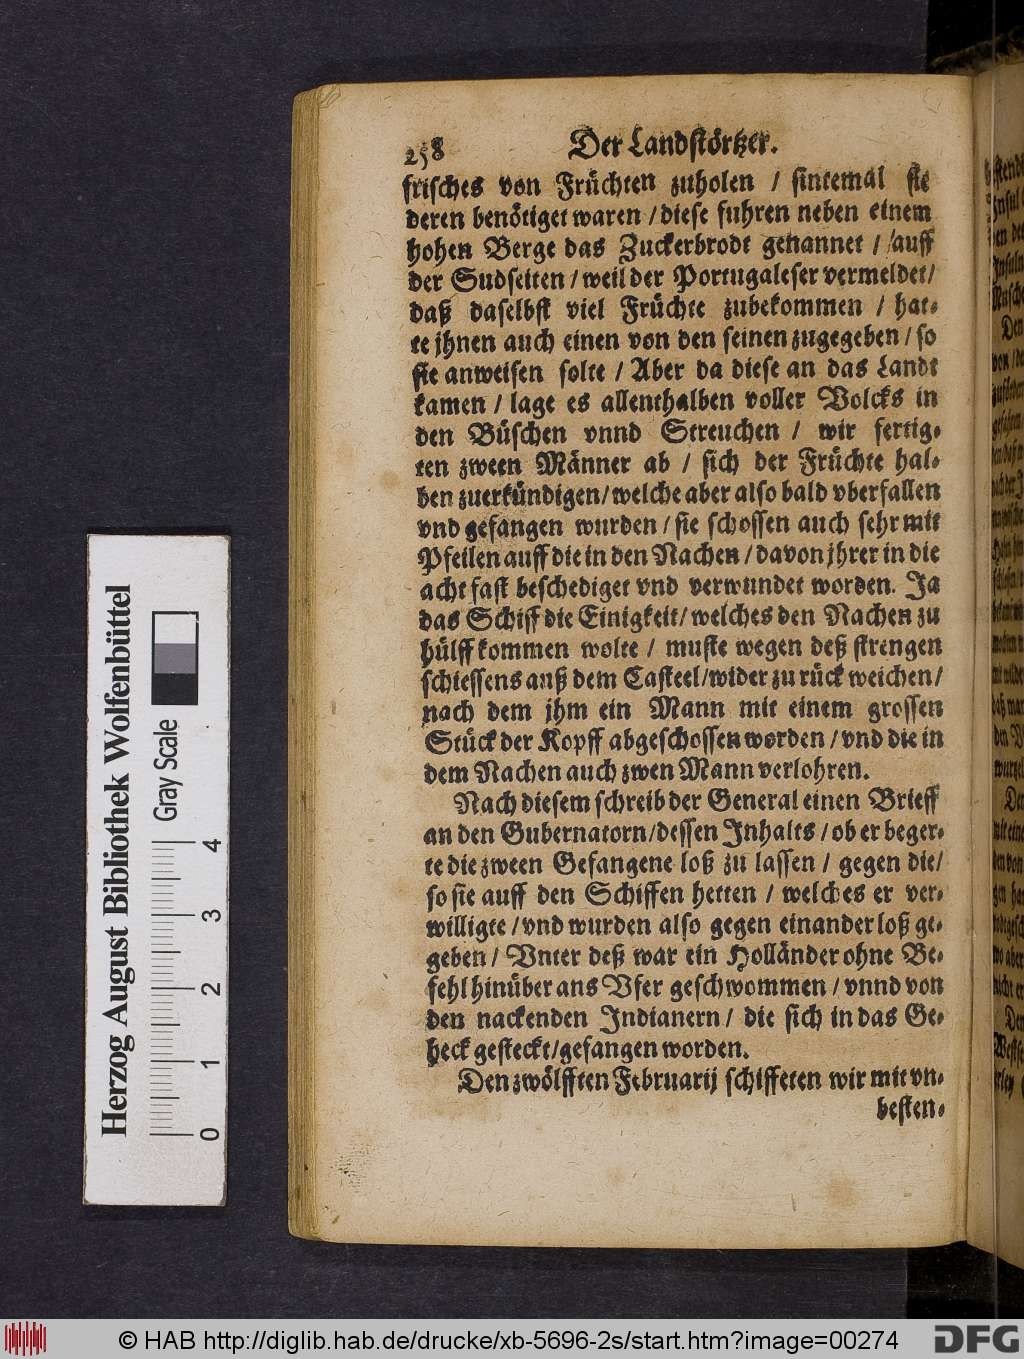 258 Der Landstörtzer.
frisches von Früchten zuholen / sintemal sie
deren benötiget waren / diese fuhren neben einem
hohen Berge das Zuckerbrodt genannet / auff
der Sudseiten / weil der Portugaleser vermeldet /
daß daselbst viel Früchte zubekommen / hat-
te jhnen auch einen von den seinen zugegeben / so
sie anweisen solte / Aber da diese an das Landt
kamen / lage es allenthalben voller Volcks in
den Büschen vnnd Streuchen / wir fertig-
ten zween Männer ab / sich der Früchte hal-
ben zuerkündigen / welche aber also bald vberfallen
vnd gefangen wurden / sie schossen auch sehr mit
Pfeilen auff die in den Nachen / davon jhrer in die
acht fast beschediget vnd verwundet worden. Ja
das Schiff die Einigkeit / welches den Nachen zu
hülff kommen wolte / muste wegen deß strengen
schiessens auß dem Casteel / wider zu rück weichen /
nach dem jhm ein Mann mit einem grossen
Stück der Kopff abgeschossen worden / vnd die in
dem Nachen auch zwen Mann verlohren.
Nach diesem schreib der General einen Brieff
an den Gubernatorn / dessen Inhalts / ob er beger-
te die zween Gefangene loß zu lassen / gegen die /
so sie auff den Schiffen hetten / welches er ver-
willigte / vnd wurden also gegen einander loß ge-
geben / Vnter deß war ein Holländer ohne Be-
fehl hinüber ans Vfer geschwommen / vnnd von
den nackenden Indianern / die sich in das Ge-
heck gesteckt / gefangen worden.
Den zwölfften Februarij schiffeten wir mit vn-
besten-
Herzog August Bibliothek Wolfenbüttel
Gray Scale
0 1 2 3 4
© HAB http://diglib.hab.de/drucke/xb-5696-2s/start.htm?image=00274
DFG